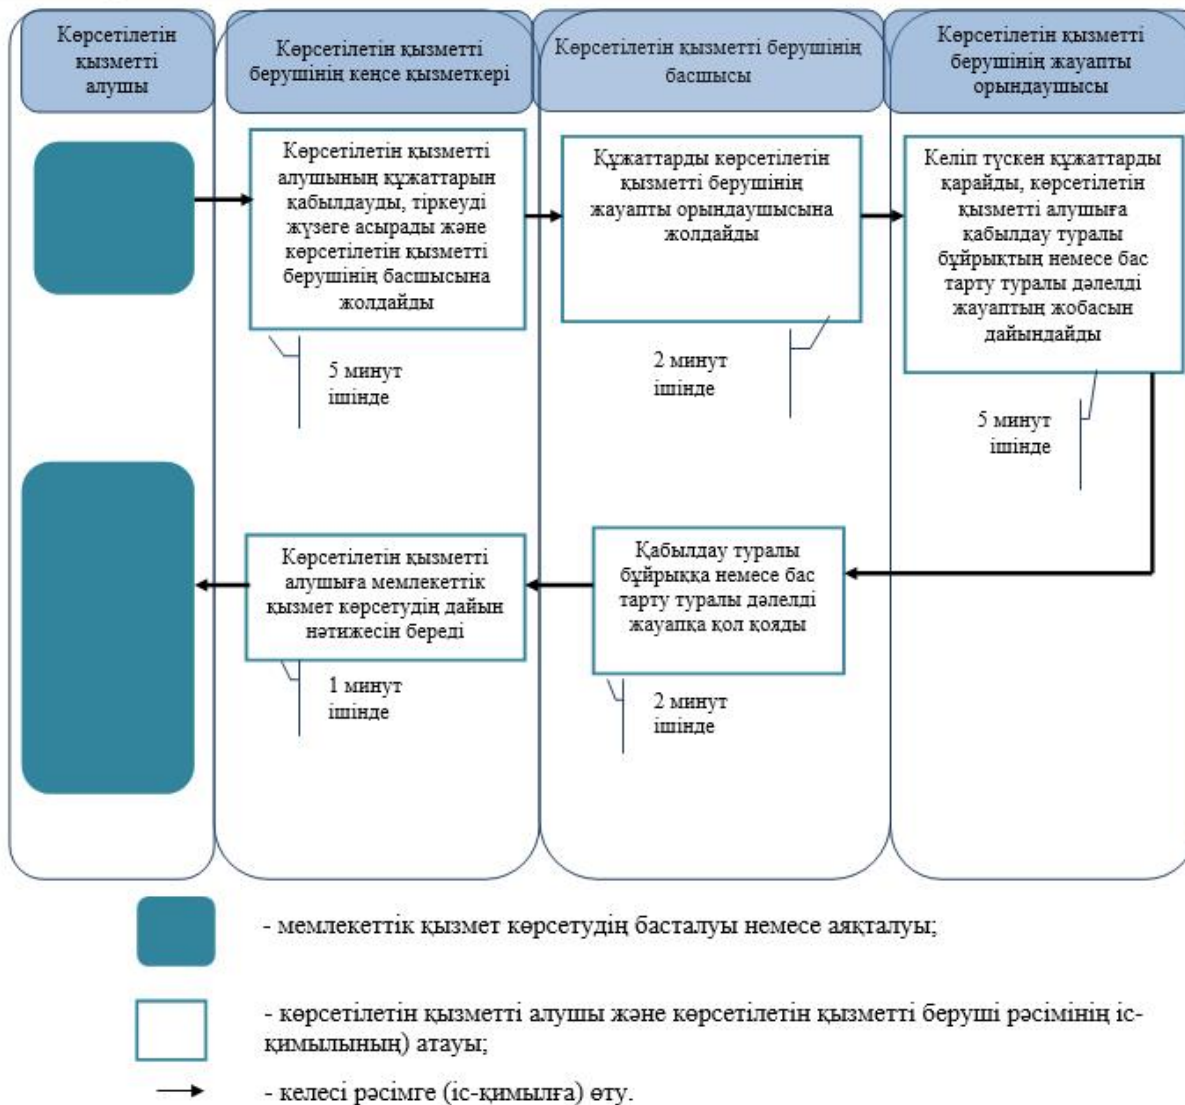 Көрсетілетін
қызметті
алушы
Көрсетілетін қызметті
берушінің кеңсе қызметкері
Көрсетілетін қызметті берушінің
басшысы
Көрсетілетін қызметті
берушінің жауапты
орындаушысы
Көрсетілетін қызметті
алушының құжаттарын
қабылдауды, тіркеуді
жүзеге асырады және
көрсетілетін қызметті
берушінің басшысына
жолдайды
Құжаттарды көрсетілетін
қызметті берушінің
жауапты орындаушысына
жолдайды
Келіп түскен құжаттарды
қарайды, көрсетілетін
қызметті алушыға
қабылдау туралы
бұйрықтың немесе бас
тарту туралы дәлелді
жауаптың жобасын
дайындайды
5 минут
ішінде
2 минут
ішінде
5 минут
ішінде
Көрсетілетін қызметті
алушыға мемлекеттік
қызмет көрсетудің дайын
нәтижесін береді
Қабылдау туралы
бұйрыққа немесе бас
тарту туралы дәлелді
жауапқа қол қояды
1 минут
ішінде
2 минут
ішінде
- мемлекеттік қызмет көрсетудің басталуы немесе аяқталуы;
- көрсетілетін қызметті алушы және көрсетілетін қызметті беруші рәсімінің іс-
қимылының) атауы;
- келесі рәсімге (іс-қимылға) өту.